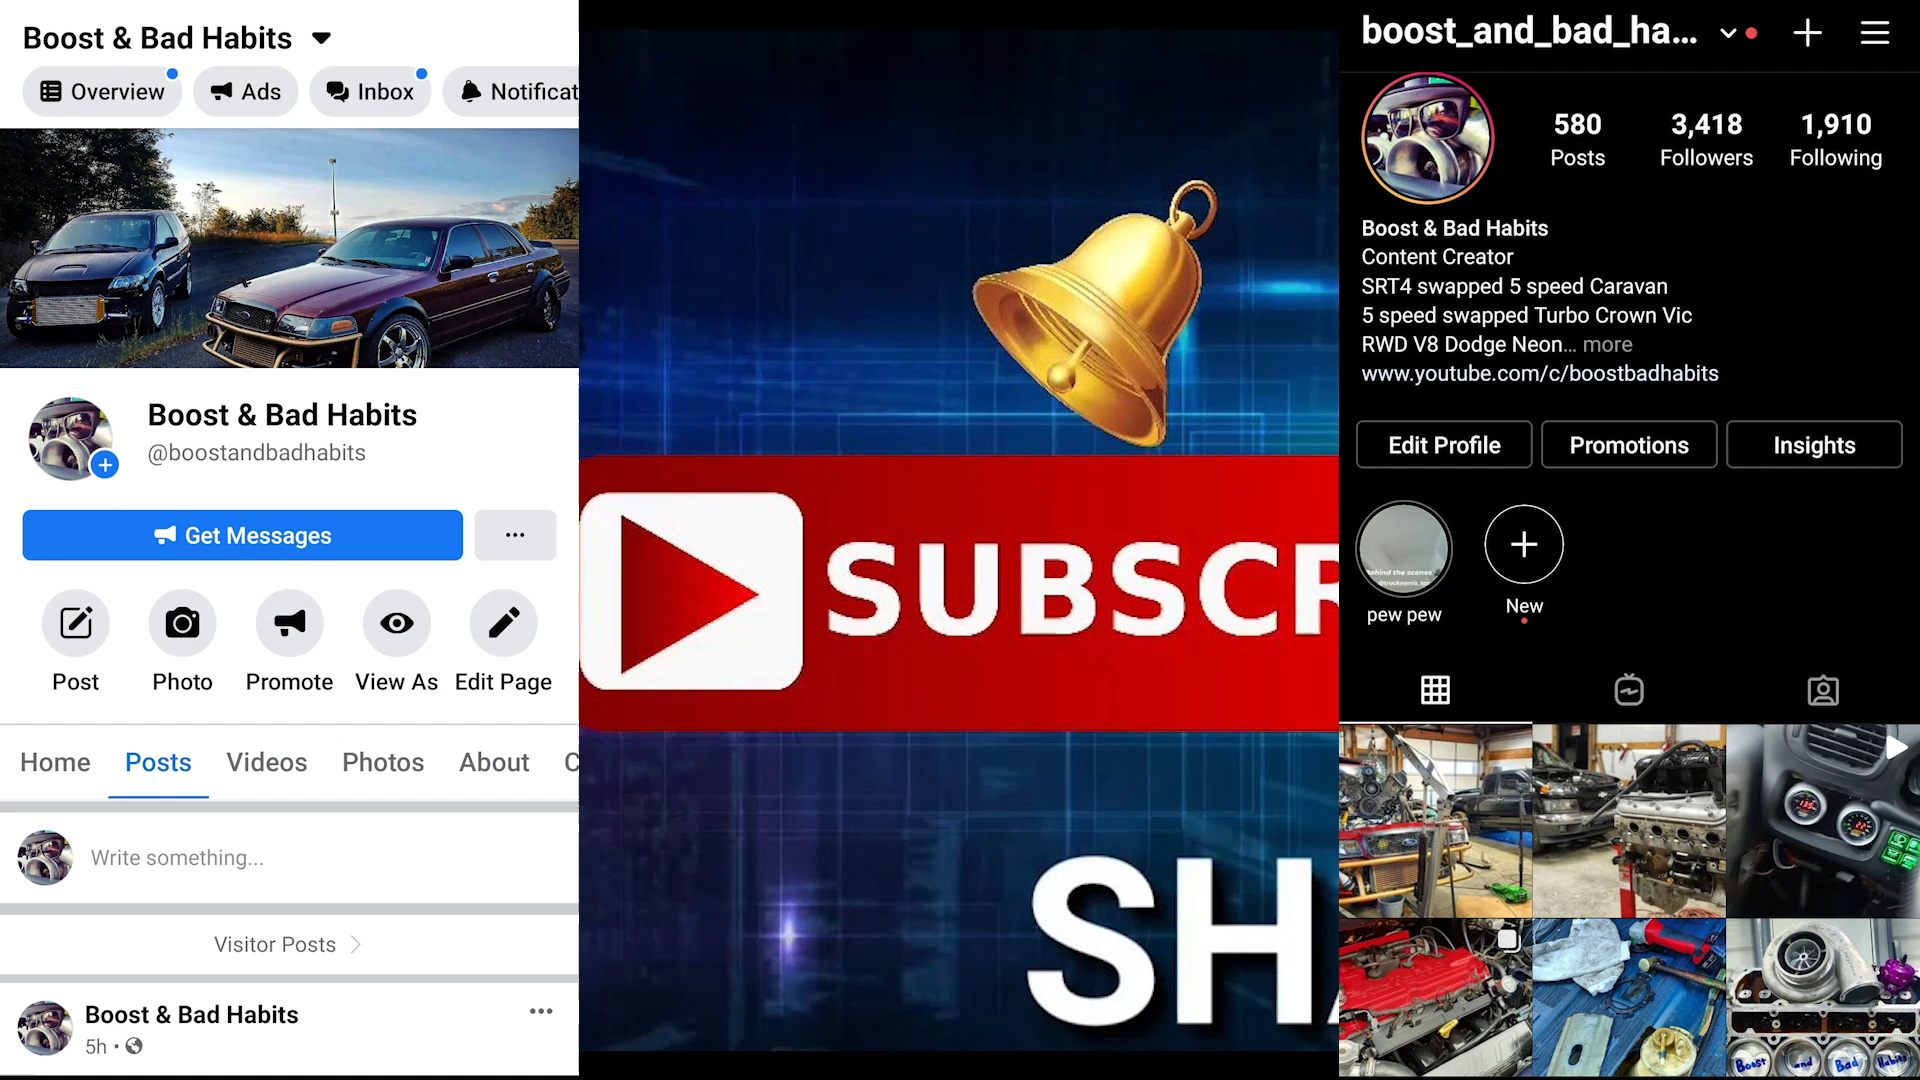 Boost & Bad Habits
Overview
Ads
Inbox
Notificat
Boost & Bad Habits
@boostandbadhabits
Get Messages
Post
Photo
Promote
View As
Edit Page
Home
Posts
Videos
Photos
About
C
Write something...
Visitor Posts
Boost & Bad Habits
5h
SUBSCR
SHA
boost_and_bad_ha...
580
Posts
3,418
Followers
1,910
Following
Boost & Bad Habits
Content Creator
SRT4 swapped 5 speed Caravan
5 speed swapped Turbo Crown Vic
RWD V8 Dodge Neon... more
www.youtube.com/c/boostbadhabits
Edit Profile
Promotions
Insights
Behind the scenes
pew pew
New
Boost
and
Bad
Habits